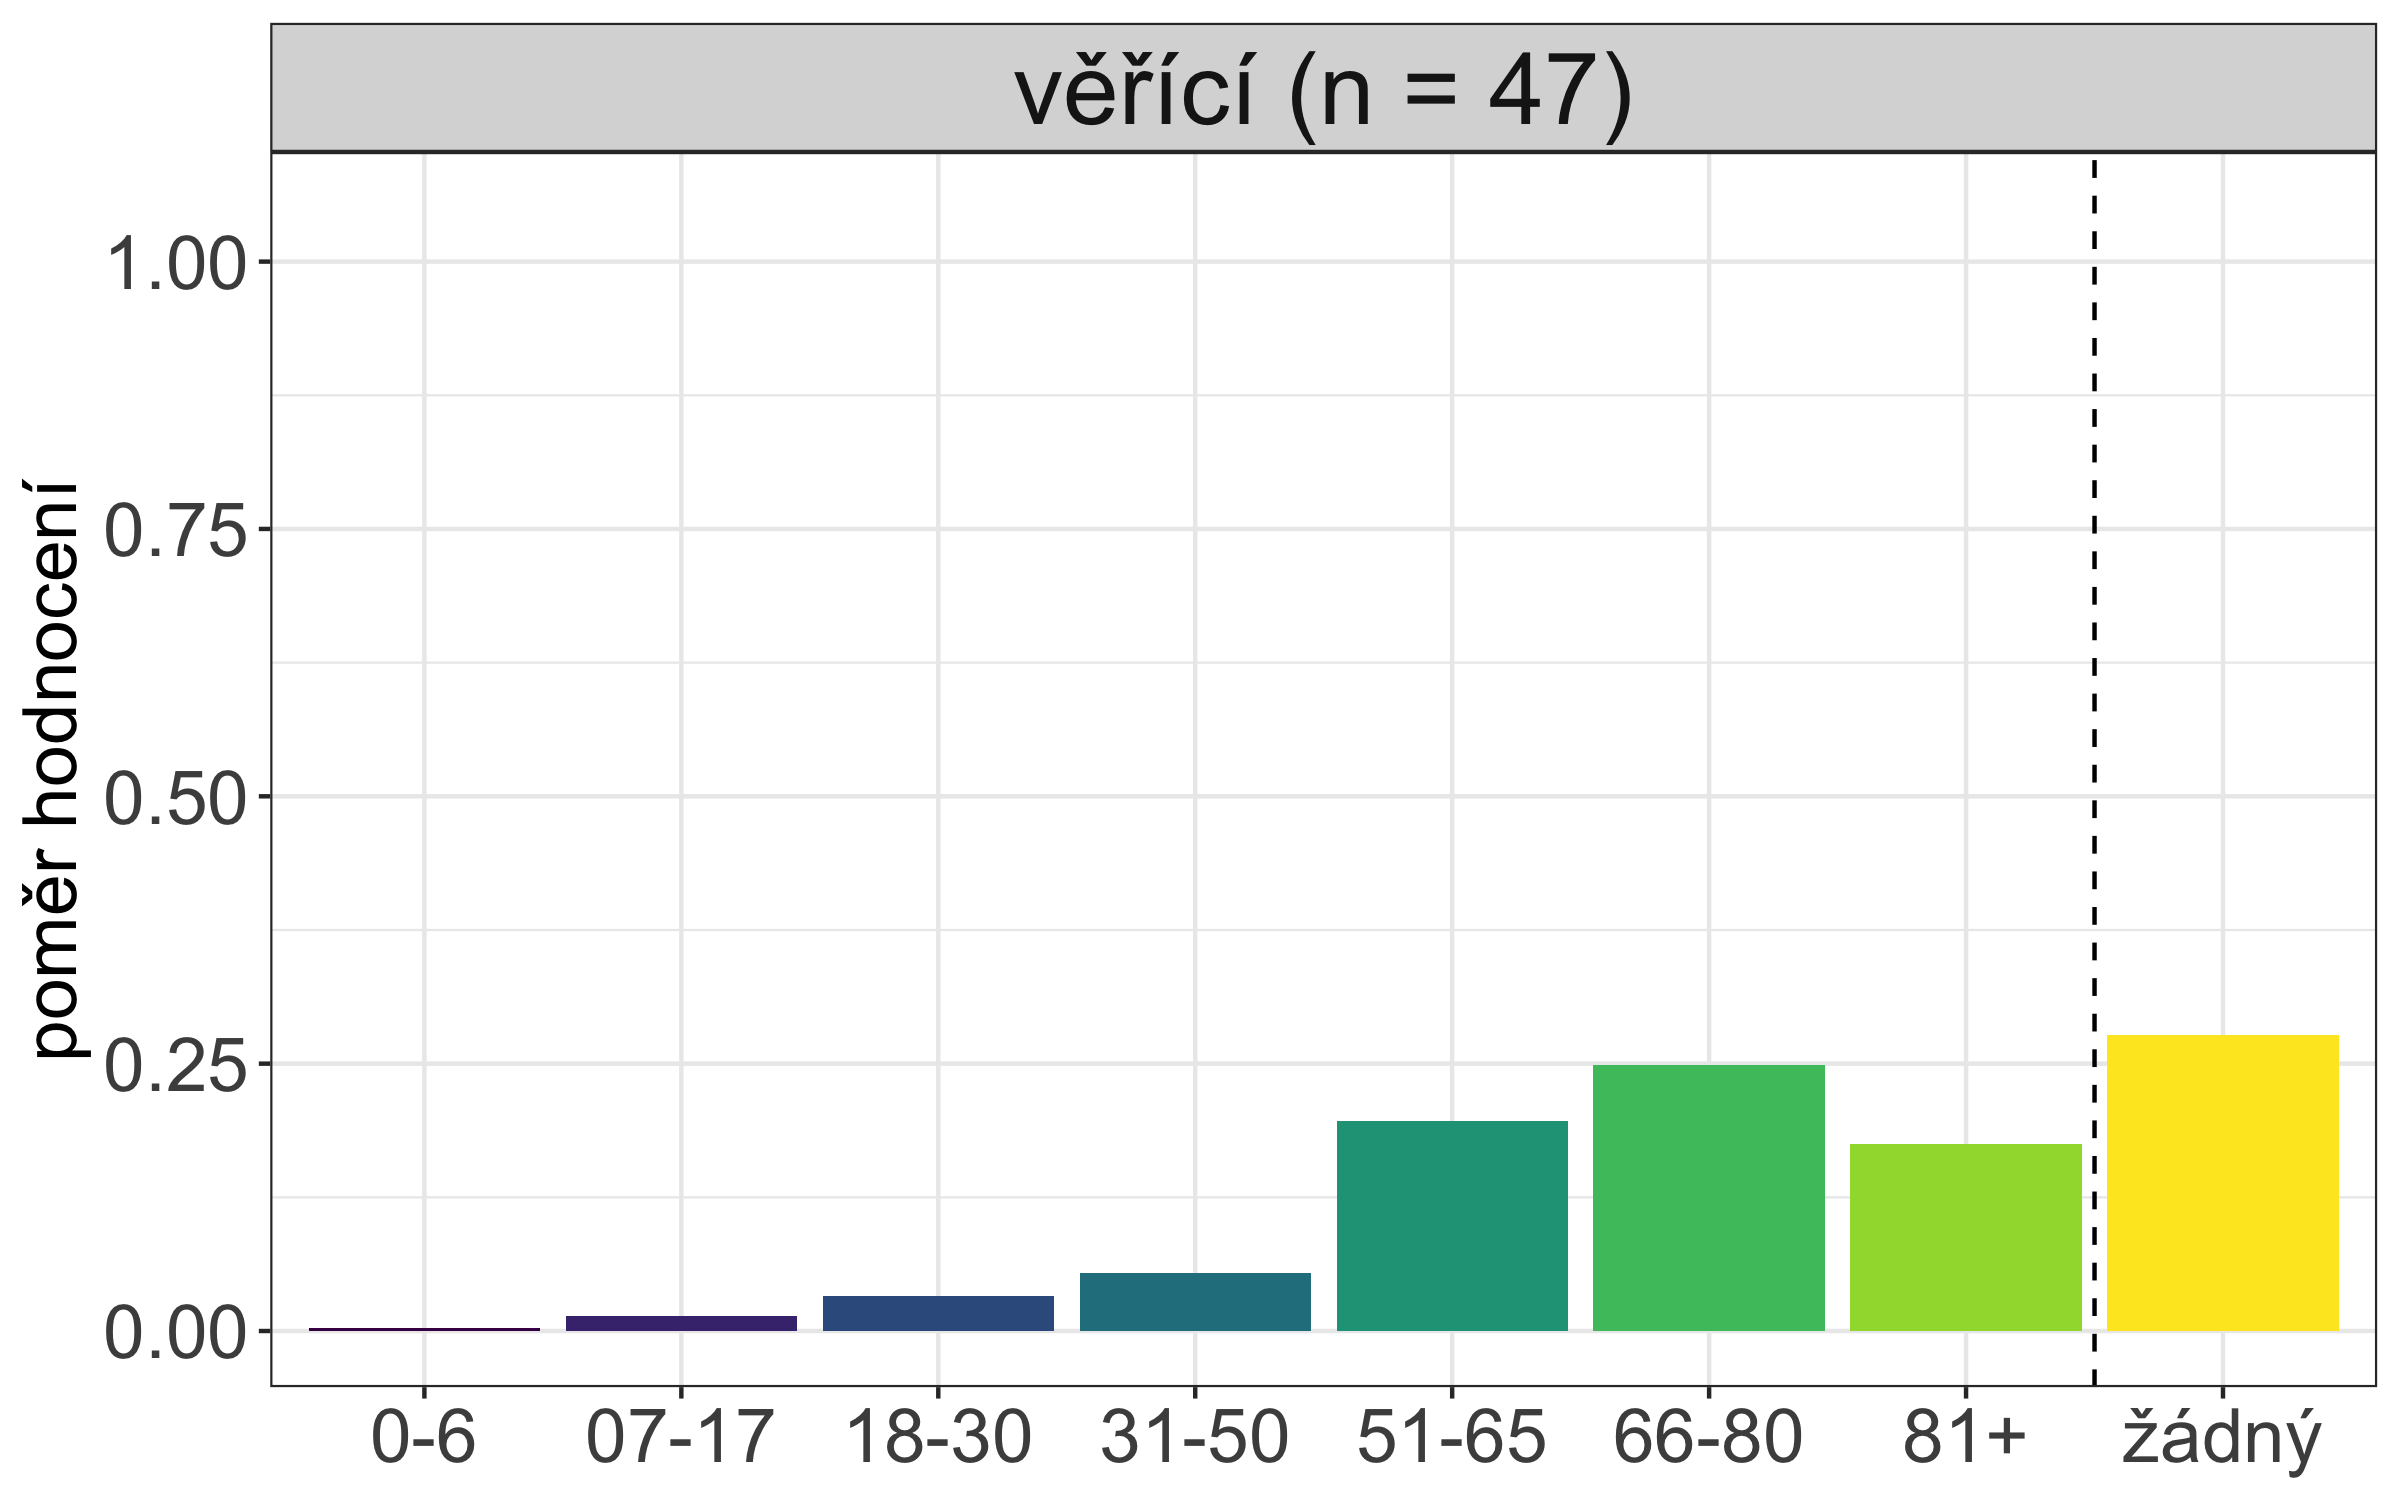 věřící (n = 47)
poměr hodnocení
1.00
0.75
0.50
0.25
0.00
0-6 07-17 18-30 31-50 51-65 66-80 81+ žádný